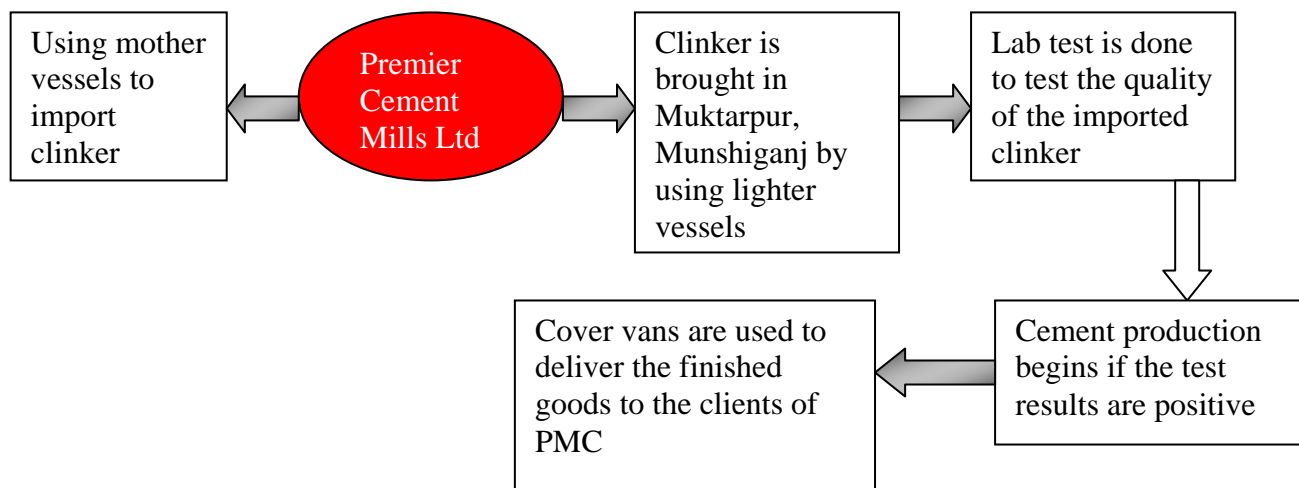 Using mother
vessels to
import
clinker
Premier
Cement
Mills Ltd
Clinker is
brought in
Muktarpur,
Munshiganj by
using lighter
vessels
Lab test is done
to test the quality
of the imported
clinker
Cement production
begins if the test
results are positive
Cover vans are used to
deliver the finished
goods to the clients of
PMC